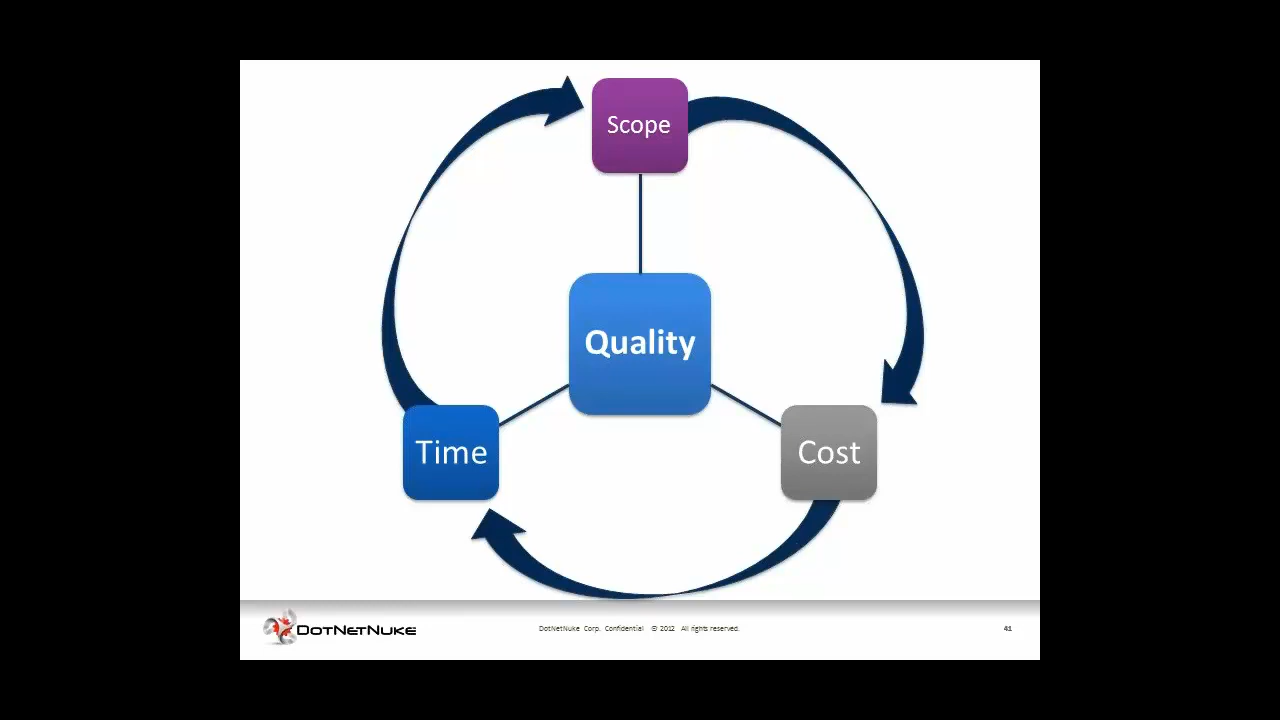 Scope
Quality
Time
Cost
DotNetNuke
DotNetNuke Corp. Confidential © 2012 All rights reserved.
41